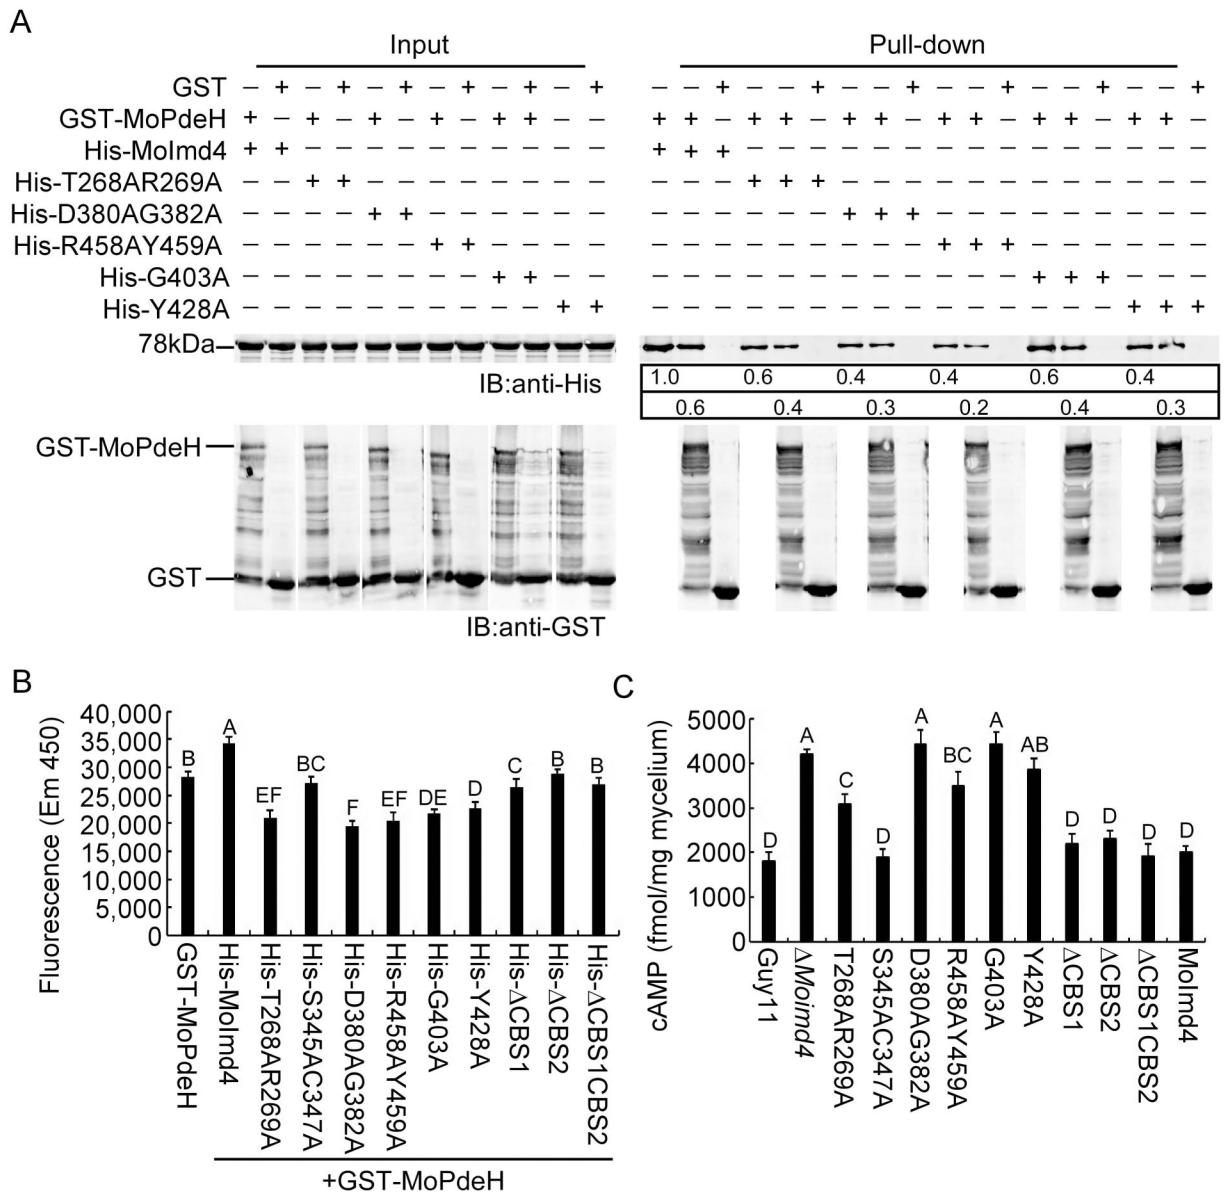 A
Input Pull-down
GST − + − + − + − + − + − + − − + − − + − − + − − + − − + − − +
GST-MoPdeH + − + − + − + − + + − − + + − + + − + + − + + − + + − + + −
His-MoImd4 + + − − − − − − − − − − + + + − − − − − − − − − − − − − − −
His-T268AR269A − − + + − − − − − − − − − − − + + + − − − − − − − − − − − −
His-D380AG382A − − − − + + − − − − − − − − − − − − + + + − − − − − − − − −
His-R458AY459A − − − − − − + + − − − − − − − − − − − − − + + + − − − − − −
His-G403A − − − − − − − − + + − − − − − − − − − − − − − − + + + − − −
His-Y428A − − − − − − − − − − + + − − − − − − − − − − − − − − − + + +
78kDa
IB:anti-His
1.0 0.6 0.4 0.4 0.6 0.4
0.6 0.4 0.3 0.2 0.4 0.3
GST-MoPdeH
GST
IB:anti-GST
B
Fluorescence (Em 450)
40,000
35,000
30,000
25,000
20,000
15,000
10,000
5,000
0
B A EF BC F EF DE D C B B
GST-MoPdeH
His-MoImd4
His-T268AR269A
His-S345AC347A
His-D380AG382A
His-R458AY459A
His-G403A
His-Y428A
His-ΔCBS1
His-ΔCBS2
His-ΔCBS1CBS2
+GST-MoPdeH
C
cAMP (fmol/mg mycelium)
5000
4000
3000
2000
1000
0
D A C D A BC A AB D D D D
Guy11
ΔMoimd4
T268AR269A
S345AC347A
D380AG382A
R458AY459A
G403A
Y428A
ΔCBS1
ΔCBS2
ΔCBS1CBS2
MoImd4